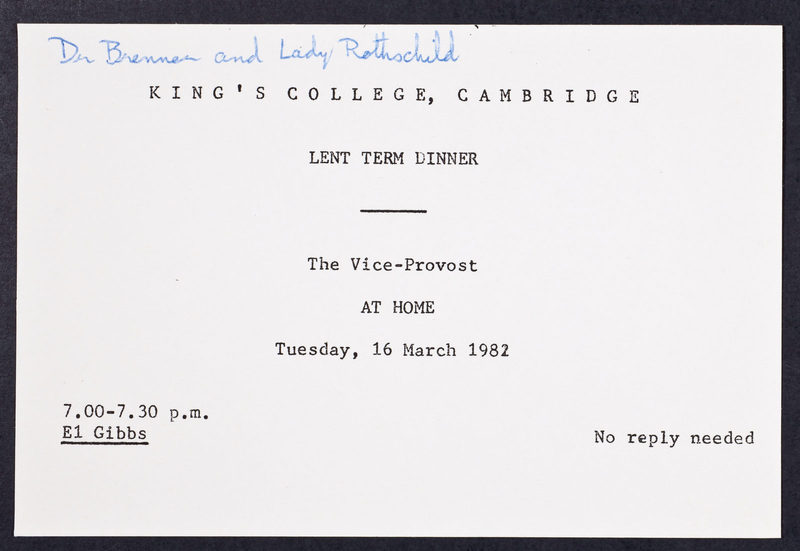 Dr Brenner and Lady Rothschild
KING'S COLLEGE, CAMBRIDGE
LENT TERM DINNER
The Vice-Provost
AT HOME
Tuesday, 16 March 1982
7.00-7.30 p.m.
E1 Gibbs
No reply needed